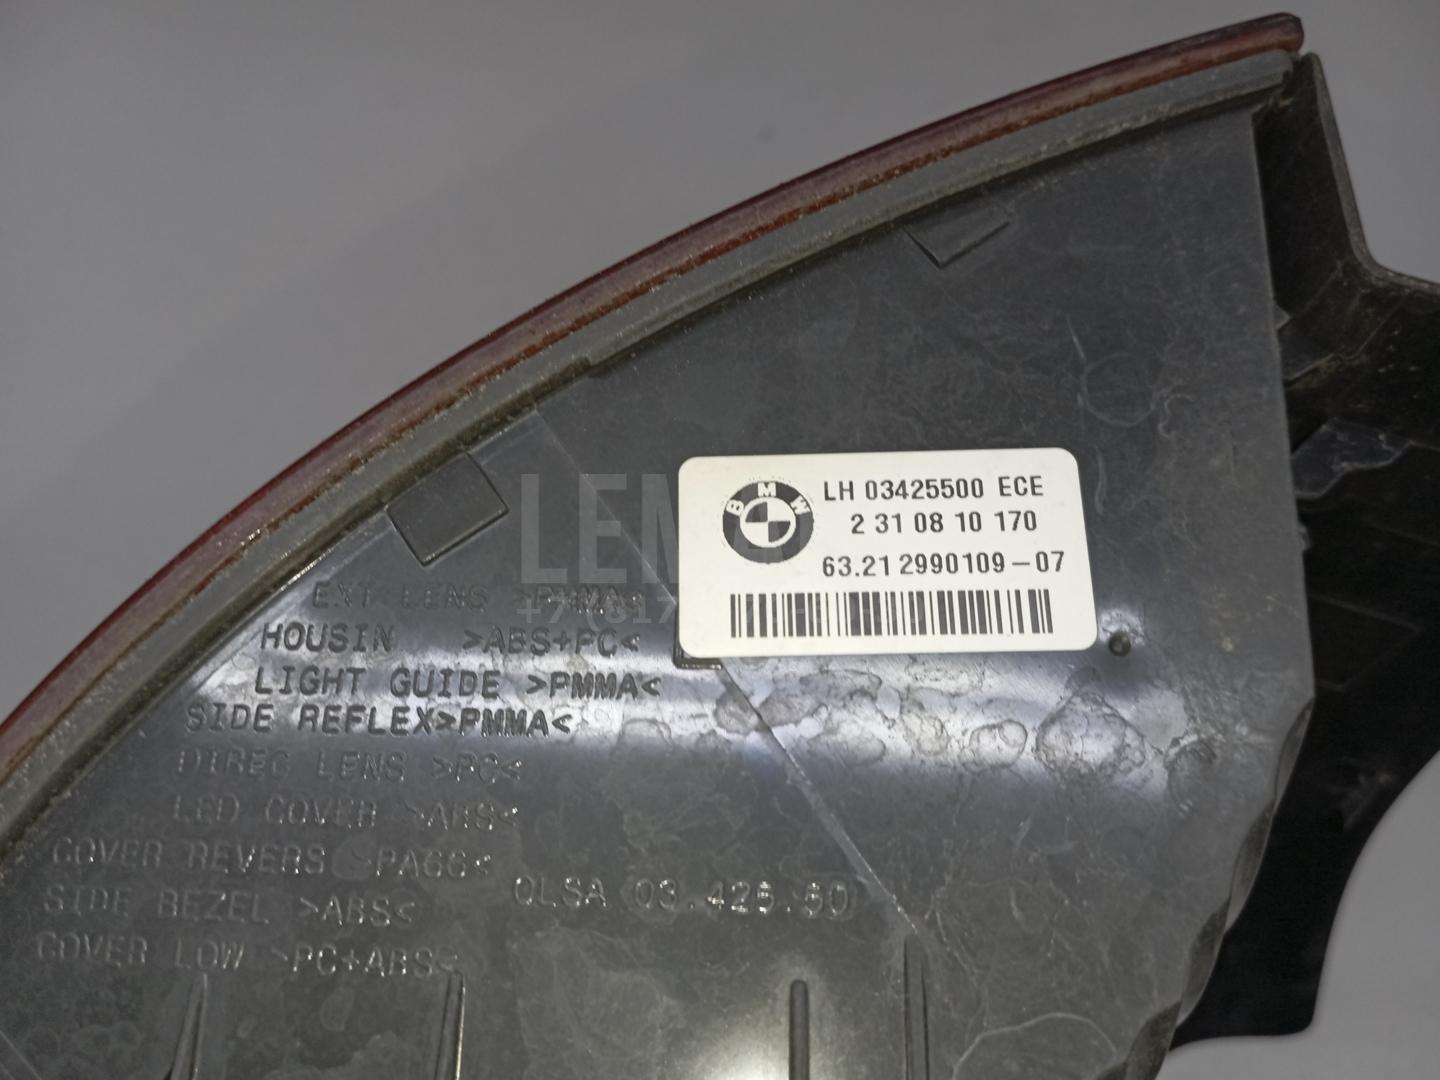 BMW
LH 03425500 ECE
2 31 08 10 170
63.21 2990109-07
LEMA
EXT LENS >PMMA<
HOUSIN >ABS+PC<
LIGHT GUIDE >PMMA<
SIDE REFLEX>PMMA<
DIREC LENS >PC<
LED COVER >ABS<
COVER REVERS >PA66<
OLSA 03.425.50
SIDE BEZEL >ABS<
COVER LOW >PC+ABS<